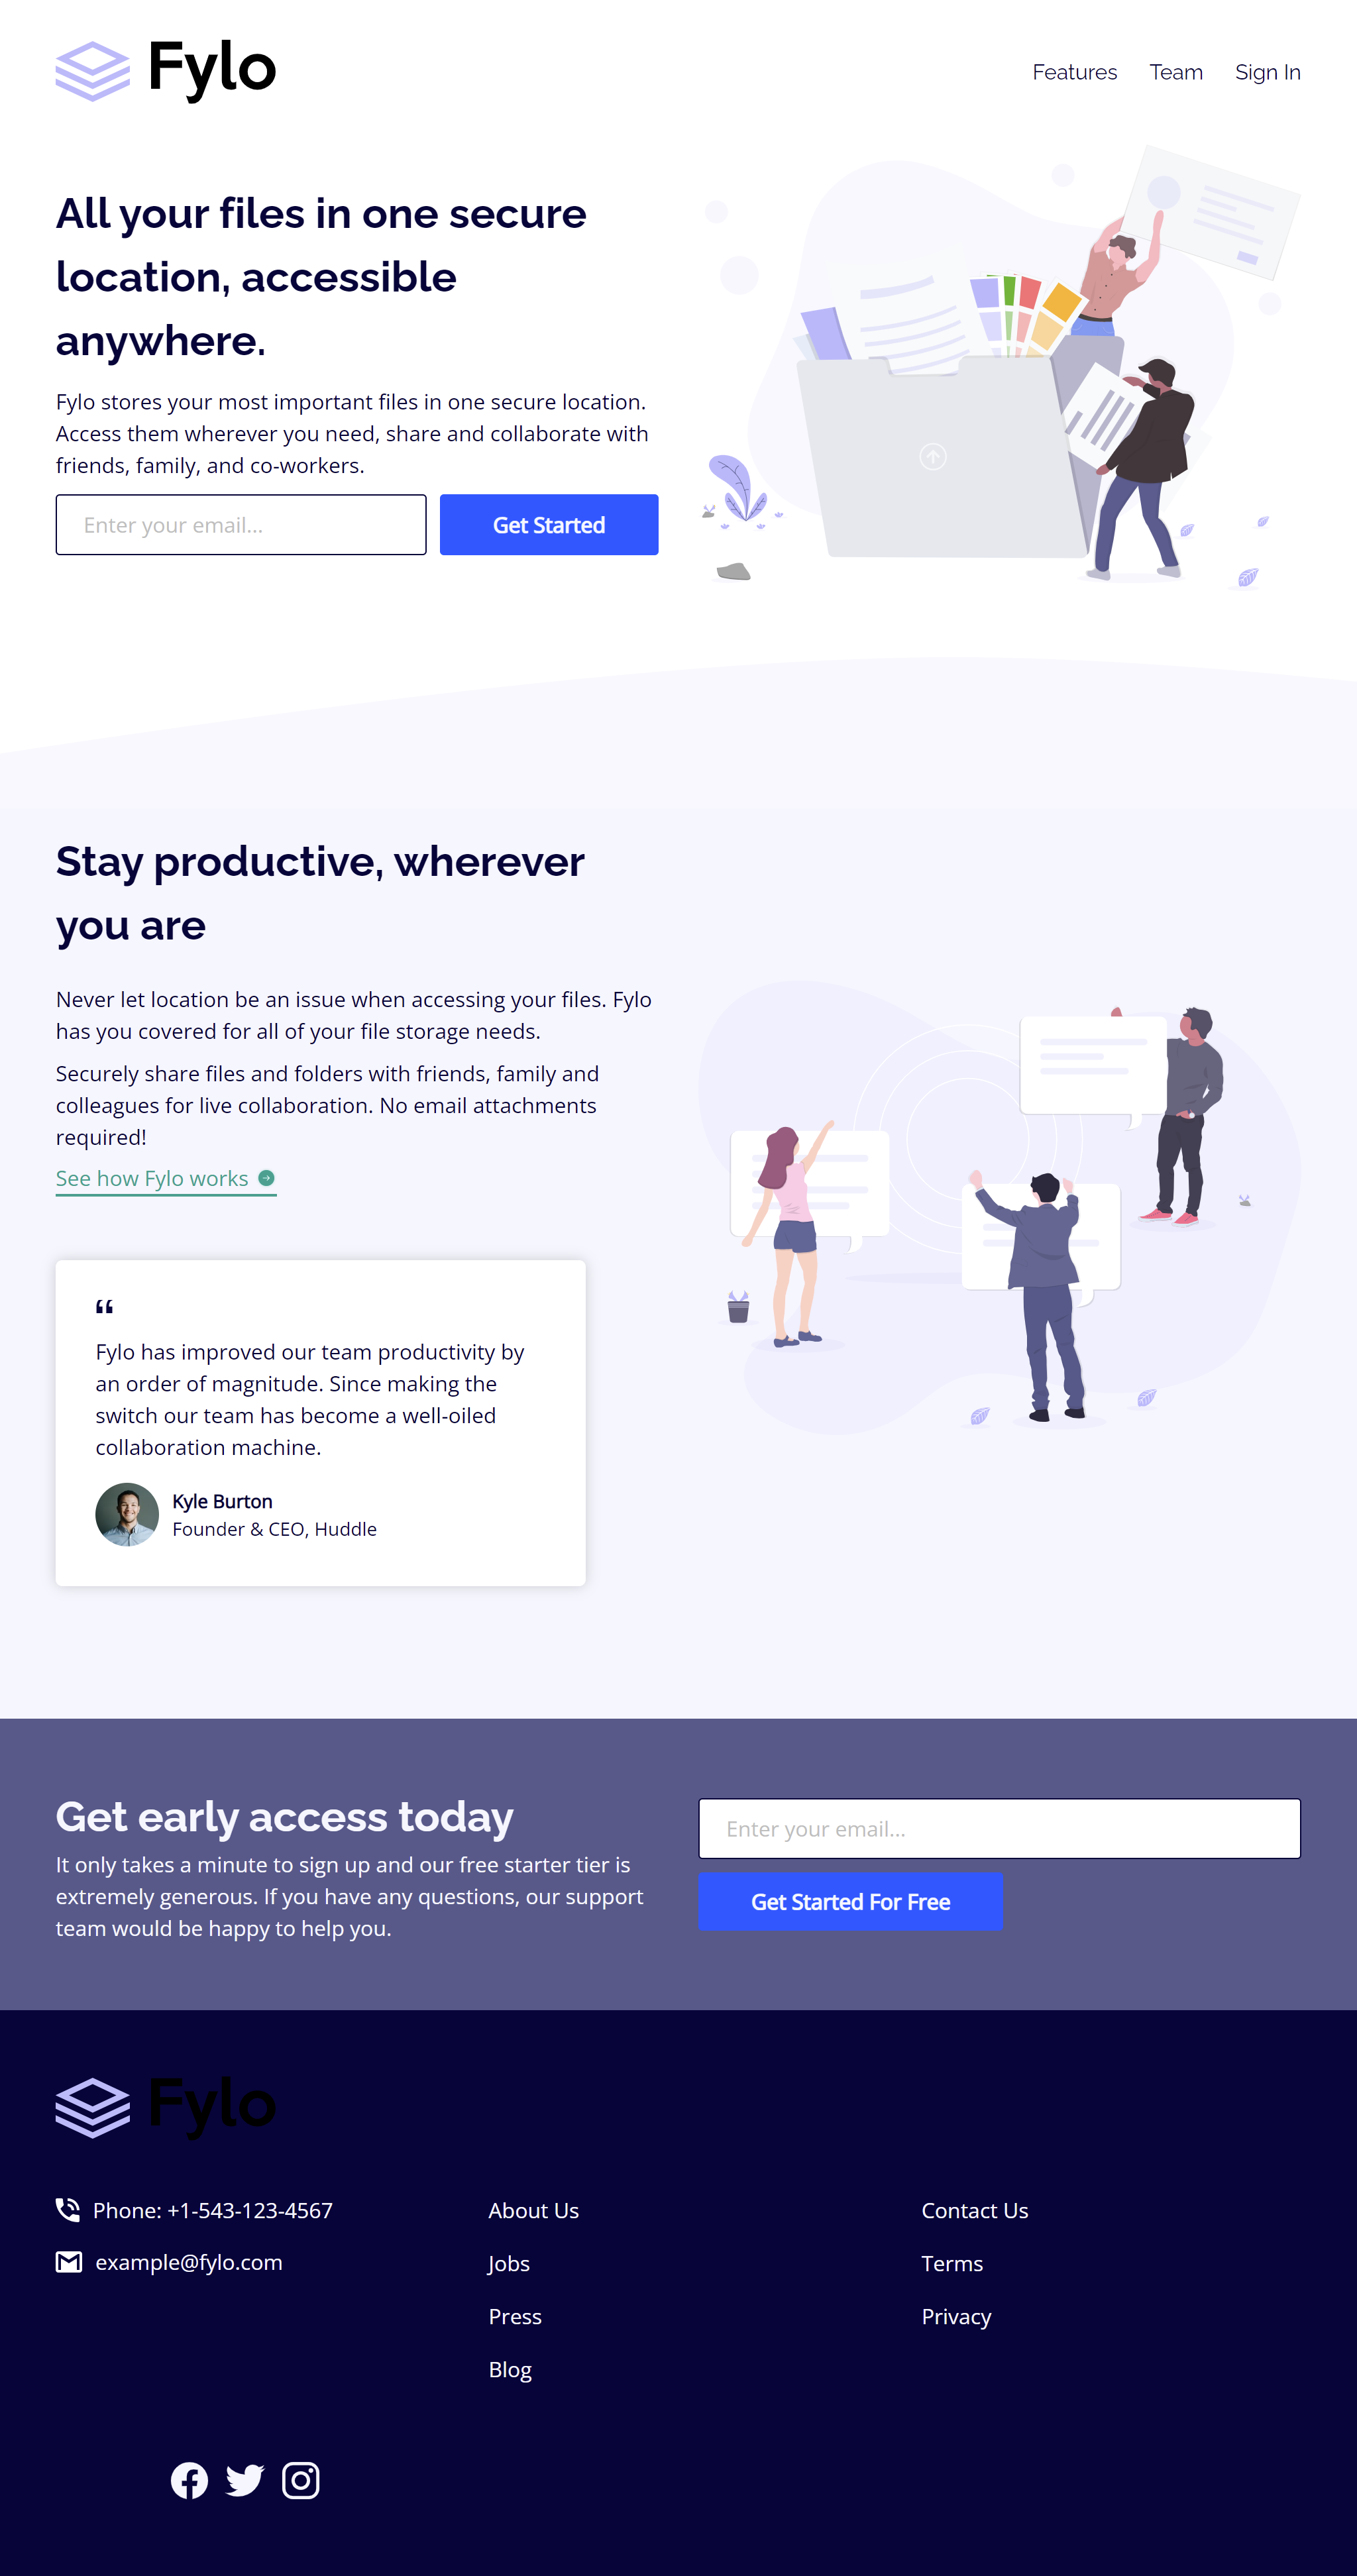 Fylo
Features
Team
Sign In
All your files in one secure
location, accessible
anywhere.
Fylo stores your most important files in one secure location.
Access them wherever you need, share and collaborate with
friends, family, and co-workers.
Enter your email...
Get Started
Stay productive, wherever
you are
Never let location be an issue when accessing your files. Fylo
has you covered for all of your file storage needs.
Securely share files and folders with friends, family and
colleagues for live collaboration. No email attachments
required!
See how Fylo works
“
Fylo has improved our team productivity by
an order of magnitude. Since making the
switch our team has become a well-oiled
collaboration machine.
Kyle Burton
Founder & CEO, Huddle
Get early access today
It only takes a minute to sign up and our free starter tier is
extremely generous. If you have any questions, our support
team would be happy to help you.
Enter your email...
Get Started For Free
Fylo
Phone: +1-543-123-4567
example@fylo.com
About Us
Jobs
Press
Blog
Contact Us
Terms
Privacy